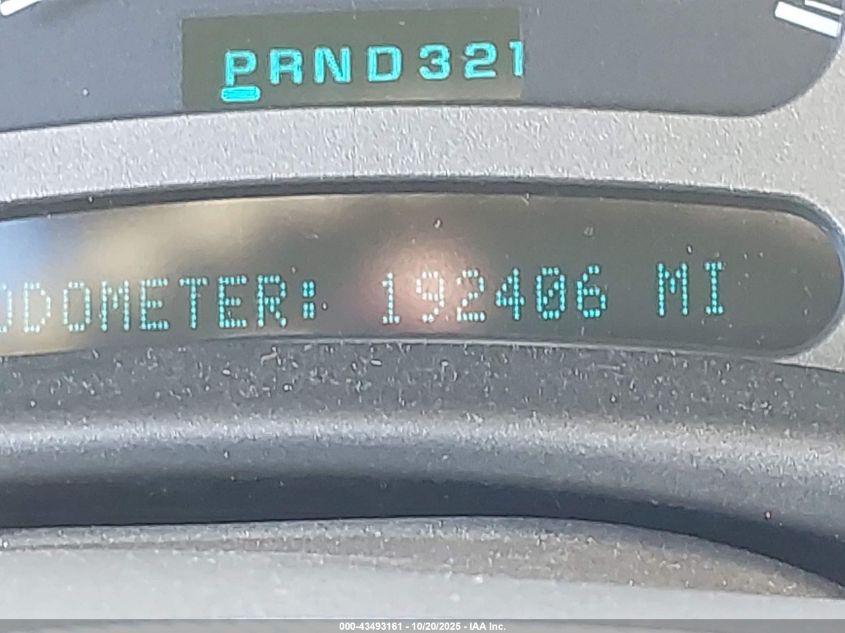 PRND321
ODOMETER: 192406 MI
000-43493161 - 10/20/2025 - IAA Inc.